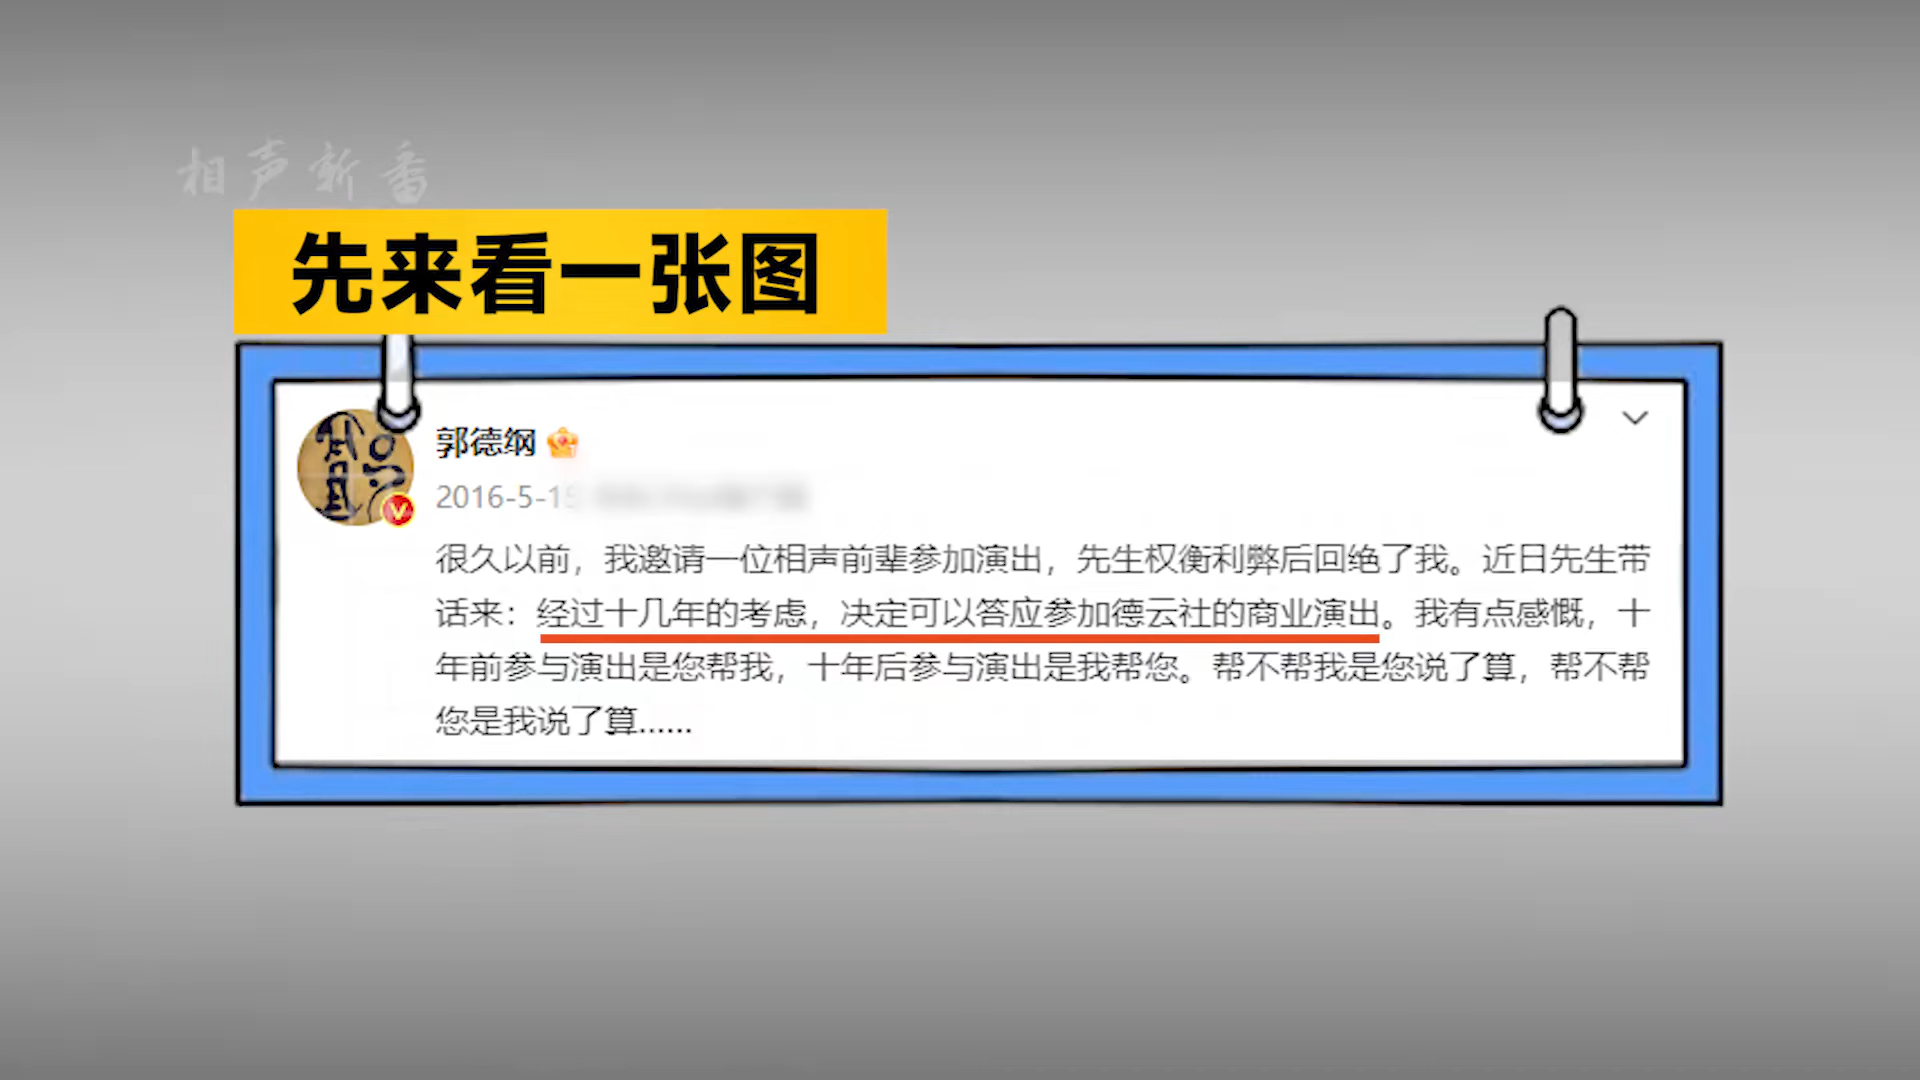 相声新番
先来看一张图
郭德纲
2016-5-15
很久以前，我邀请一位相声前辈参加演出，先生权衡利弊后回绝了我。近日先生带
话来：经过十几年的考虑，决定可以答应参加德云社的商业演出。我有点感慨，十
年前参与演出是您帮我，十年后参与演出是我帮您。帮不帮我是您说了算，帮不帮
您是我说了算......